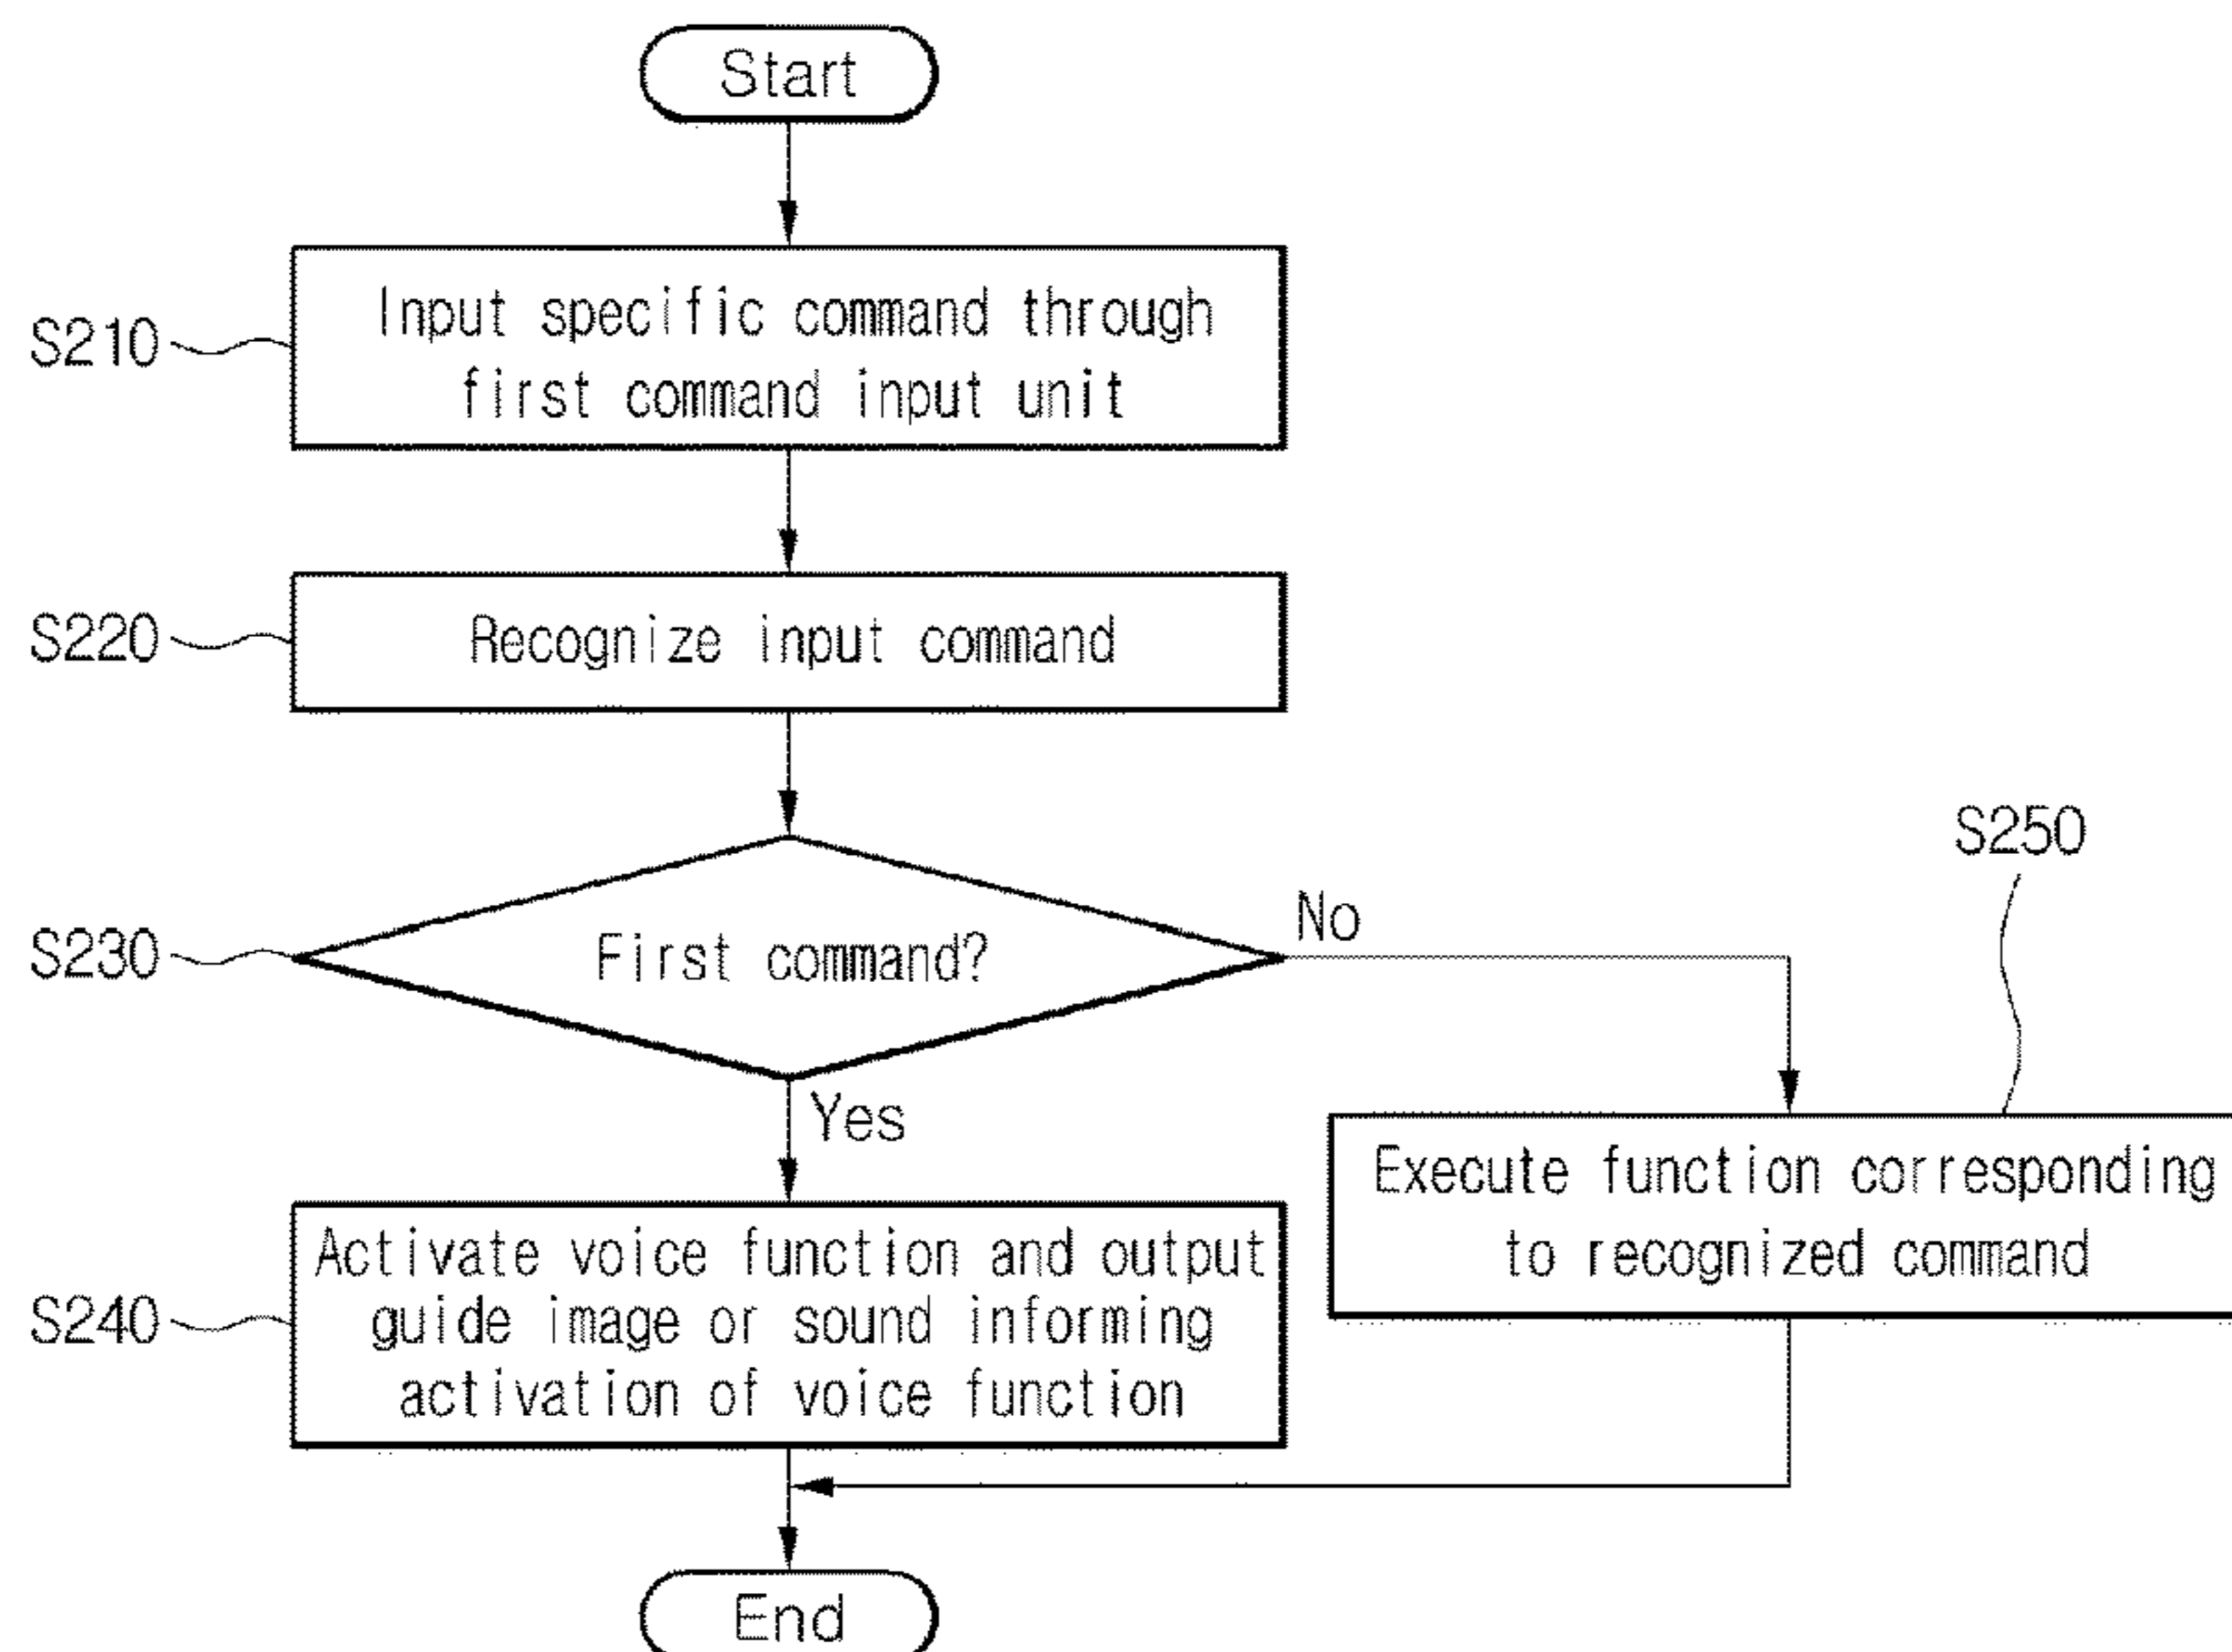 Start
S210
Input specific command through
first command input unit
S220
Recognize input command
S230
First command?
No
Yes
S250
Execute function corresponding
to recognized command
S240
Activate voice function and output
guide image or sound informing
activation of voice function
End